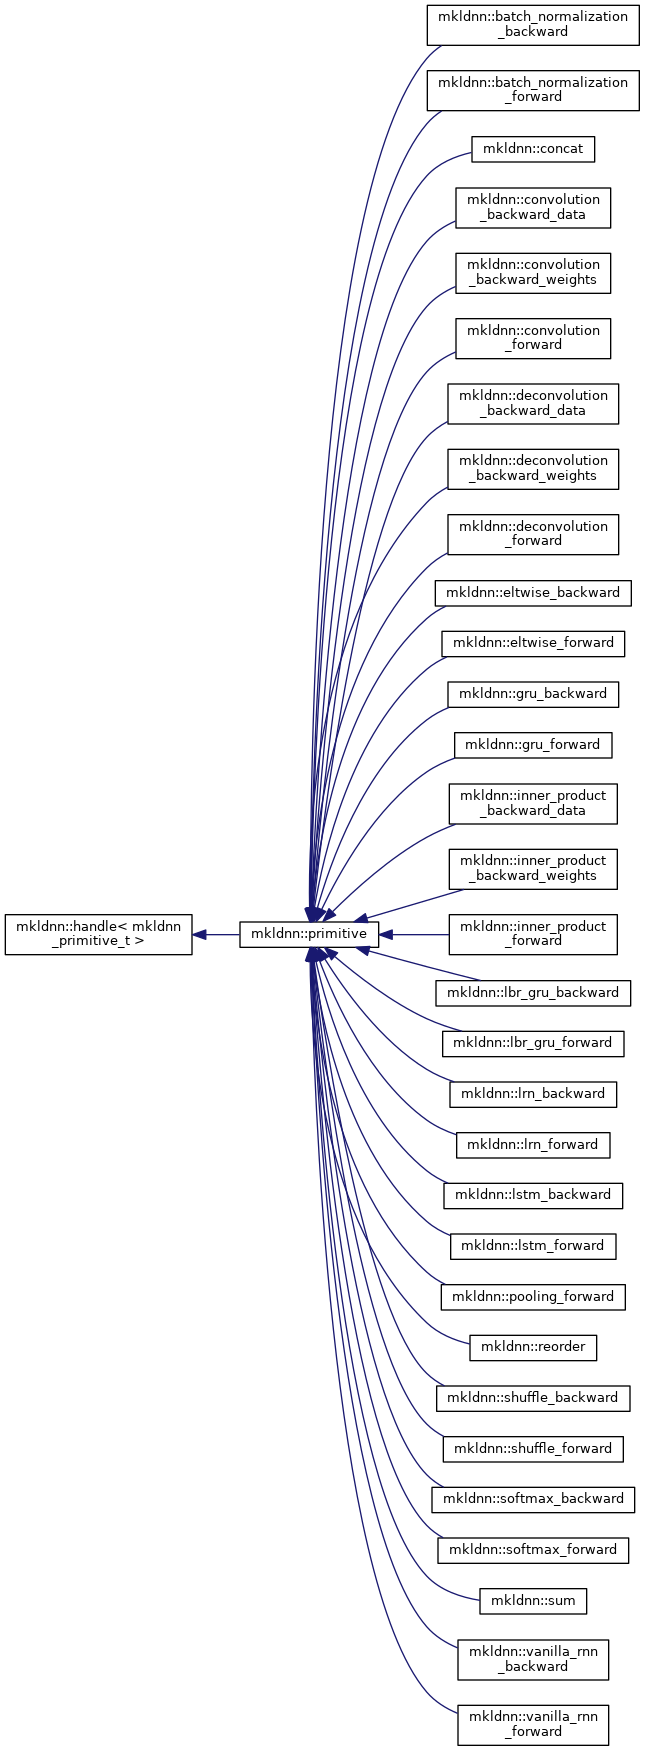 mkldnn::batch_normalization
_backward
mkldnn::batch_normalization
_forward
mkldnn::concat
mkldnn::convolution
_backward_data
mkldnn::convolution
_backward_weights
mkldnn::convolution
_forward
mkldnn::deconvolution
_backward_data
mkldnn::deconvolution
_backward_weights
mkldnn::deconvolution
_forward
mkldnn::eltwise_backward
mkldnn::eltwise_forward
mkldnn::gru_backward
mkldnn::gru_forward
mkldnn::inner_product
_backward_data
mkldnn::inner_product
_backward_weights
mkldnn::handle< mkldnn
_primitive_t >
mkldnn::primitive
mkldnn::inner_product
_forward
mkldnn::lbr_gru_backward
mkldnn::lbr_gru_forward
mkldnn::lrn_backward
mkldnn::lrn_forward
mkldnn::lstm_backward
mkldnn::lstm_forward
mkldnn::pooling_forward
mkldnn::reorder
mkldnn::shuffle_backward
mkldnn::shuffle_forward
mkldnn::softmax_backward
mkldnn::softmax_forward
mkldnn::sum
mkldnn::vanilla_rnn
_backward
mkldnn::vanilla_rnn
_forward